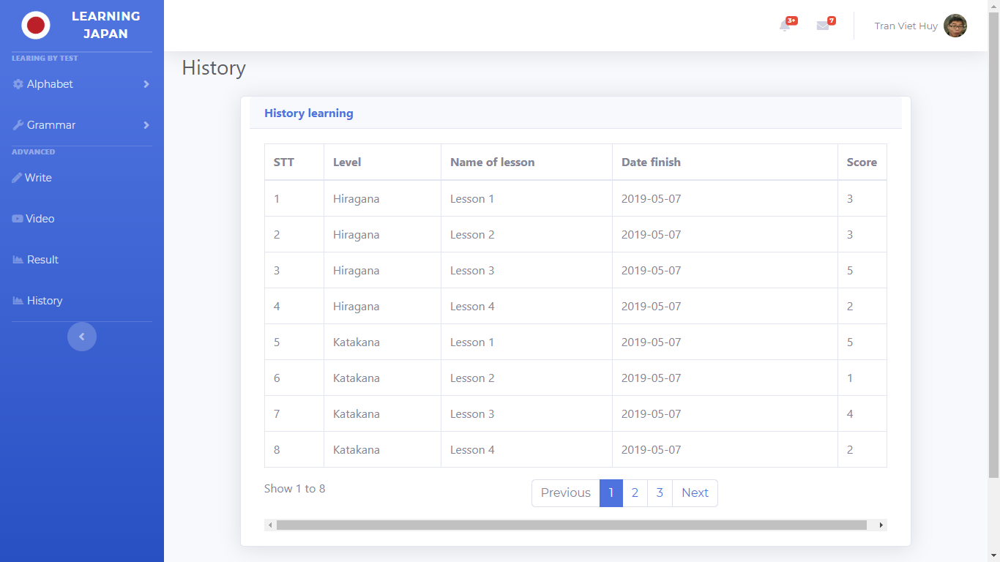 LEARNING
JAPAN
3+
7
Tran Viet Huy
LEARING BY TEST
Alphabet
Grammar
ADVANCED
Write
Video
Result
History
History
History learning
STT Level Name of lesson Date finish Score
1 Hiragana Lesson 1 2019-05-07 3
2 Hiragana Lesson 2 2019-05-07 3
3 Hiragana Lesson 3 2019-05-07 5
4 Hiragana Lesson 4 2019-05-07 2
5 Katakana Lesson 1 2019-05-07 5
6 Katakana Lesson 2 2019-05-07 1
7 Katakana Lesson 3 2019-05-07 4
8 Katakana Lesson 4 2019-05-07 2
Show 1 to 8
Previous 1 2 3 Next